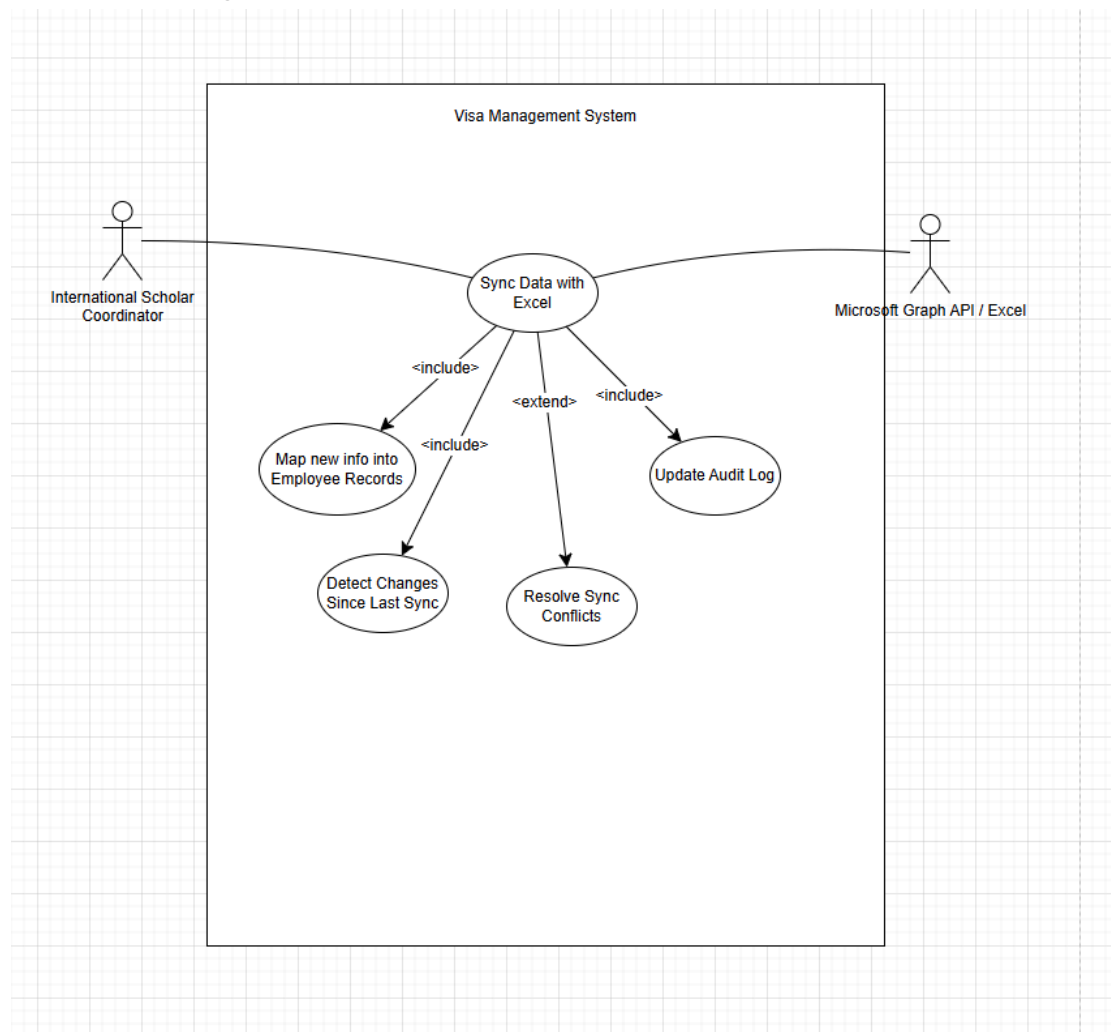 Visa Management System
International Scholar
Coordinator
Sync Data with
Excel
Microsoft Graph API / Excel
<include>
<include>
<extend>
<include>
Map new info into
Employee Records
Update Audit Log
Detect Changes
Since Last Sync
Resolve Sync
Conflicts